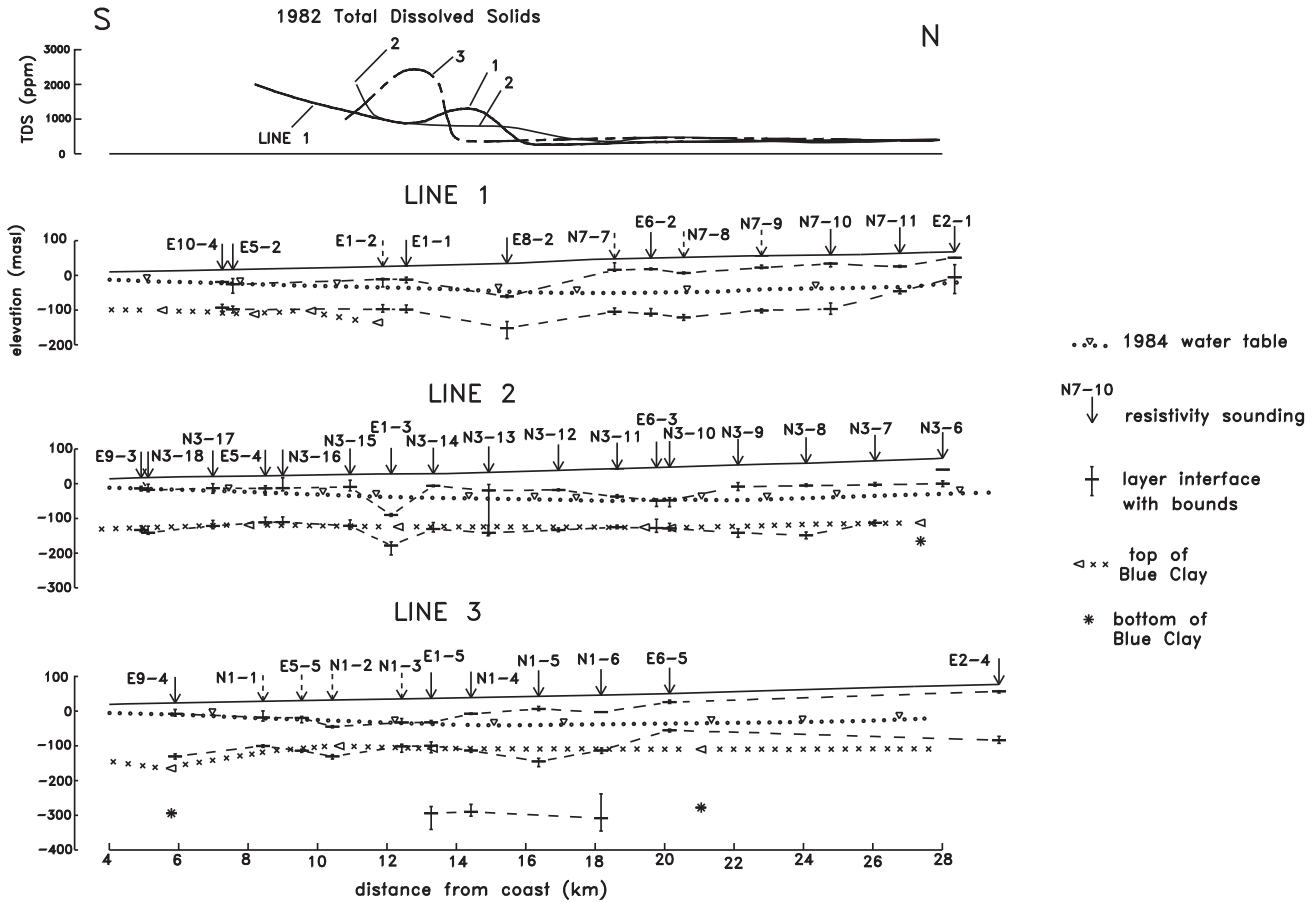 S
1982 Total Dissolved Solids
N
TDS (ppm)
3000
2000
1000
0
2
3
1
2
LINE 1
LINE 1
elevation (masl)
100
0
-100
-200
E10-4
E5-2
E1-2
E1-1
E8-2
N7-7
E6-2
N7-8
N7-9
N7-10
N7-11
E2-1
LINE 2
100
0
-100
-200
-300
E9-3
N3-18
N3-17
E5-4
N3-16
N3-15
E1-3
N3-14
N3-13
N3-12
N3-11
E6-3
N3-10
N3-9
N3-8
N3-7
N3-6
LINE 3
100
0
-100
-200
-300
-400
E9-4
N1-1
E5-5
N1-2
N1-3
E1-5
N1-4
N1-5
N1-6
E6-5
E2-4
4 6 8 10 12 14 16 18 20 22 24 26 28
distance from coast (km)
1984 water table
N7-10
resistivity sounding
layer interface
with bounds
top of
Blue Clay
bottom of
Blue Clay